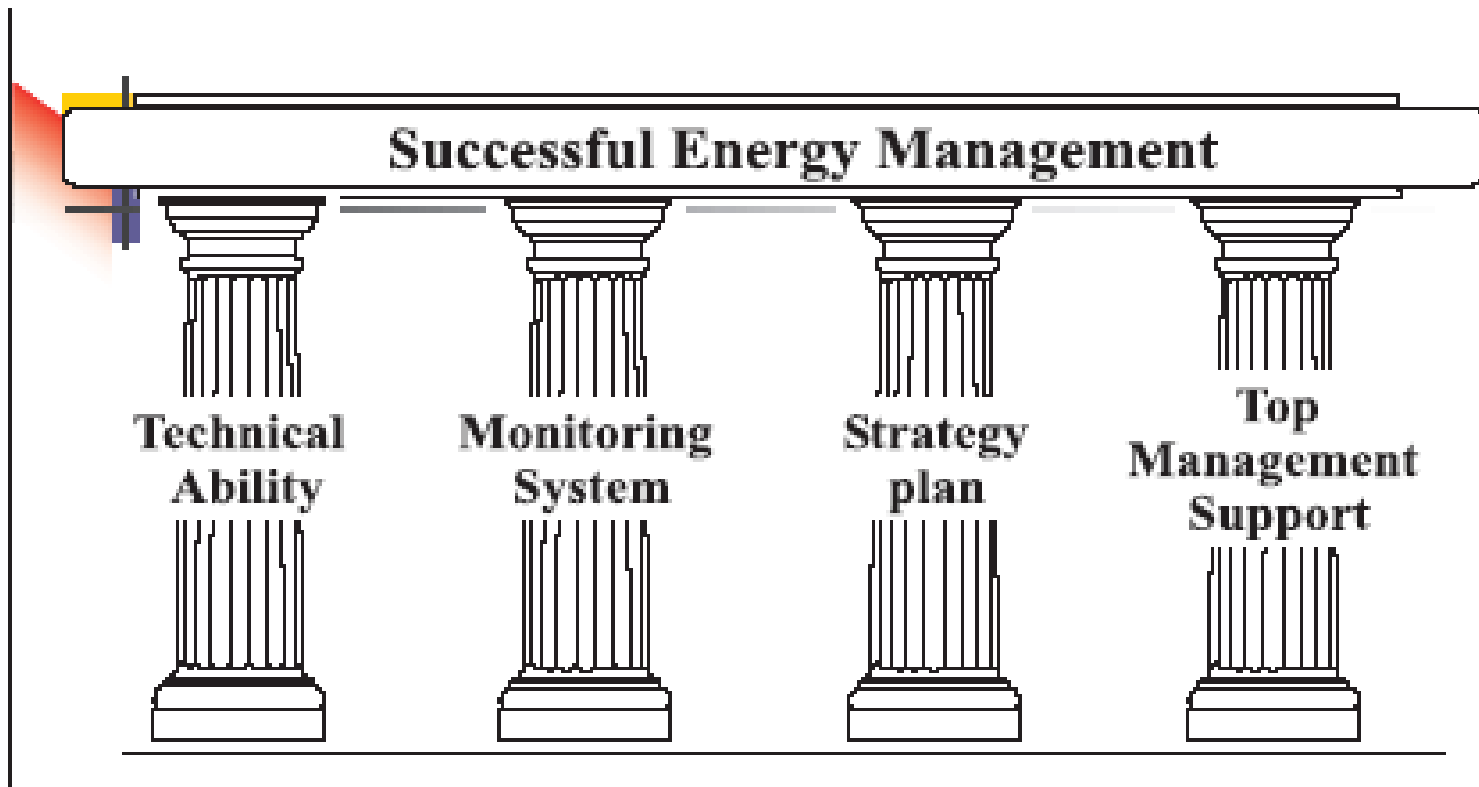 Successful Energy Management
Technical
Ability
Monitoring
System
Strategy
plan
Top
Management
Support